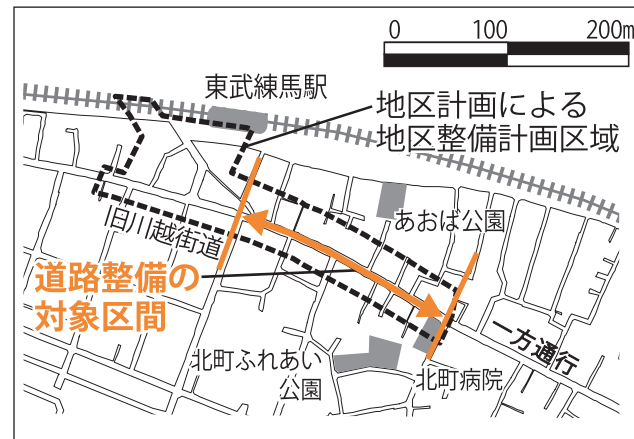 0 100 200m
東武練馬駅
地区計画による
地区整備計画区域
あおば公園
旧川越街道
道路整備の
対象区間
一方通行
北町ふれあい
公園
北町病院